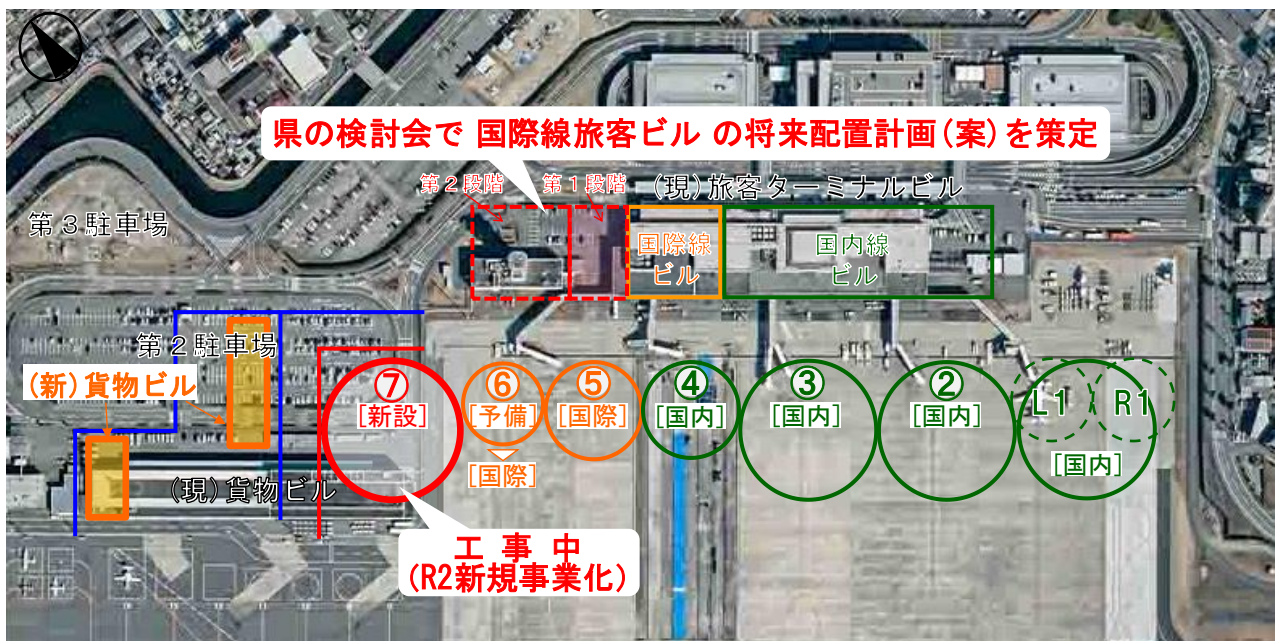 県の検討会で 国際線旅客ビル の将来配置計画(案)を策定
第2段階
第1段階
(現)旅客ターミナルビル
第3駐車場
国際線
ビル
国内線
ビル
第2駐車場
(新)貨物ビル
⑦
[新設]
⑥
[予備]
[国際]
⑤
[国際]
④
[国内]
③
[国内]
②
[国内]
L1
R1
[国内]
(現)貨物ビル
工事中
(R2新規事業化)